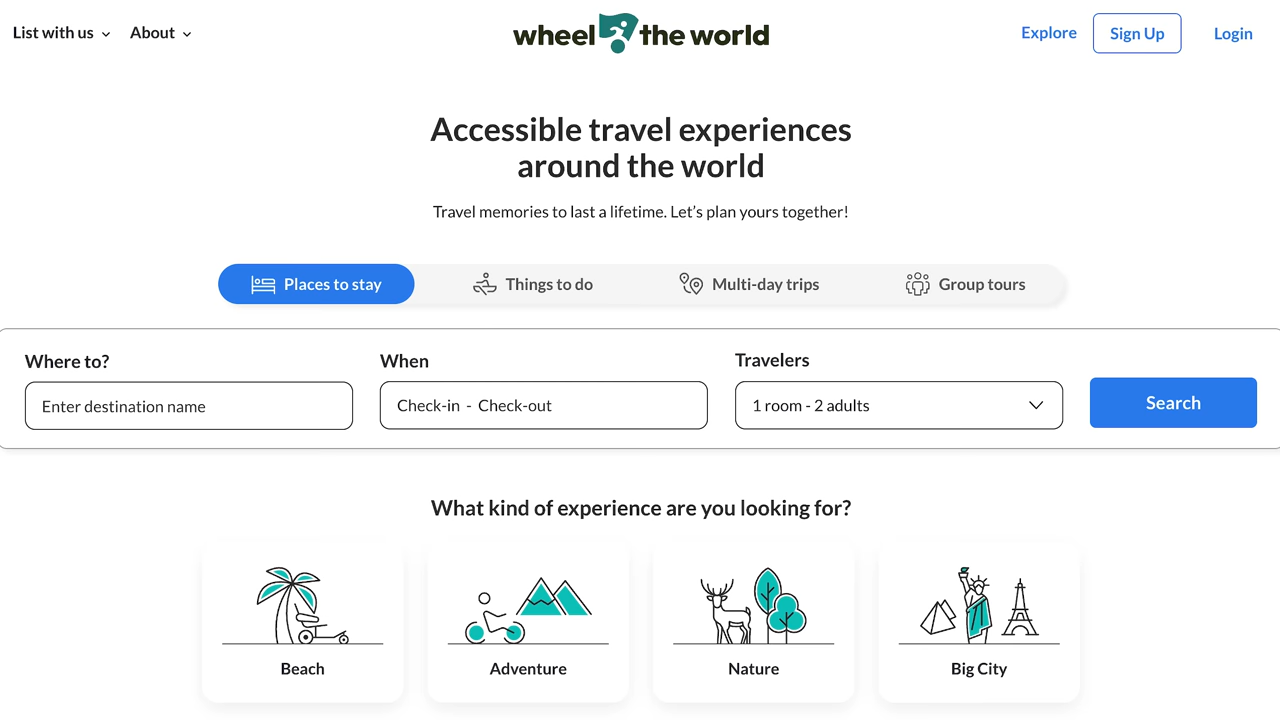 List with us
About
wheel the world
Explore
Sign Up
Login
Accessible travel experiences
around the world
Travel memories to last a lifetime. Let’s plan yours together!
Places to stay
Things to do
Multi-day trips
Group tours
Where to?
When
Travelers
Enter destination name
Check-in - Check-out
1 room - 2 adults
Search
What kind of experience are you looking for?
Beach
Adventure
Nature
Big City